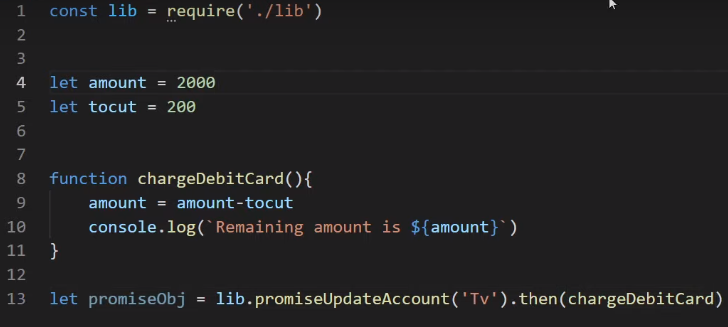 1 const lib = require('./lib')
2
3
4 let amount = 2000
5 let tocut = 200
6
7
8 function chargeDebitCard(){
9 amount = amount-tocut
10 console.log(`Remaining amount is ${amount}`)
11 }
12
13 let promiseObj = lib.promiseUpdateAccount('Tv').then(chargeDebitCard)